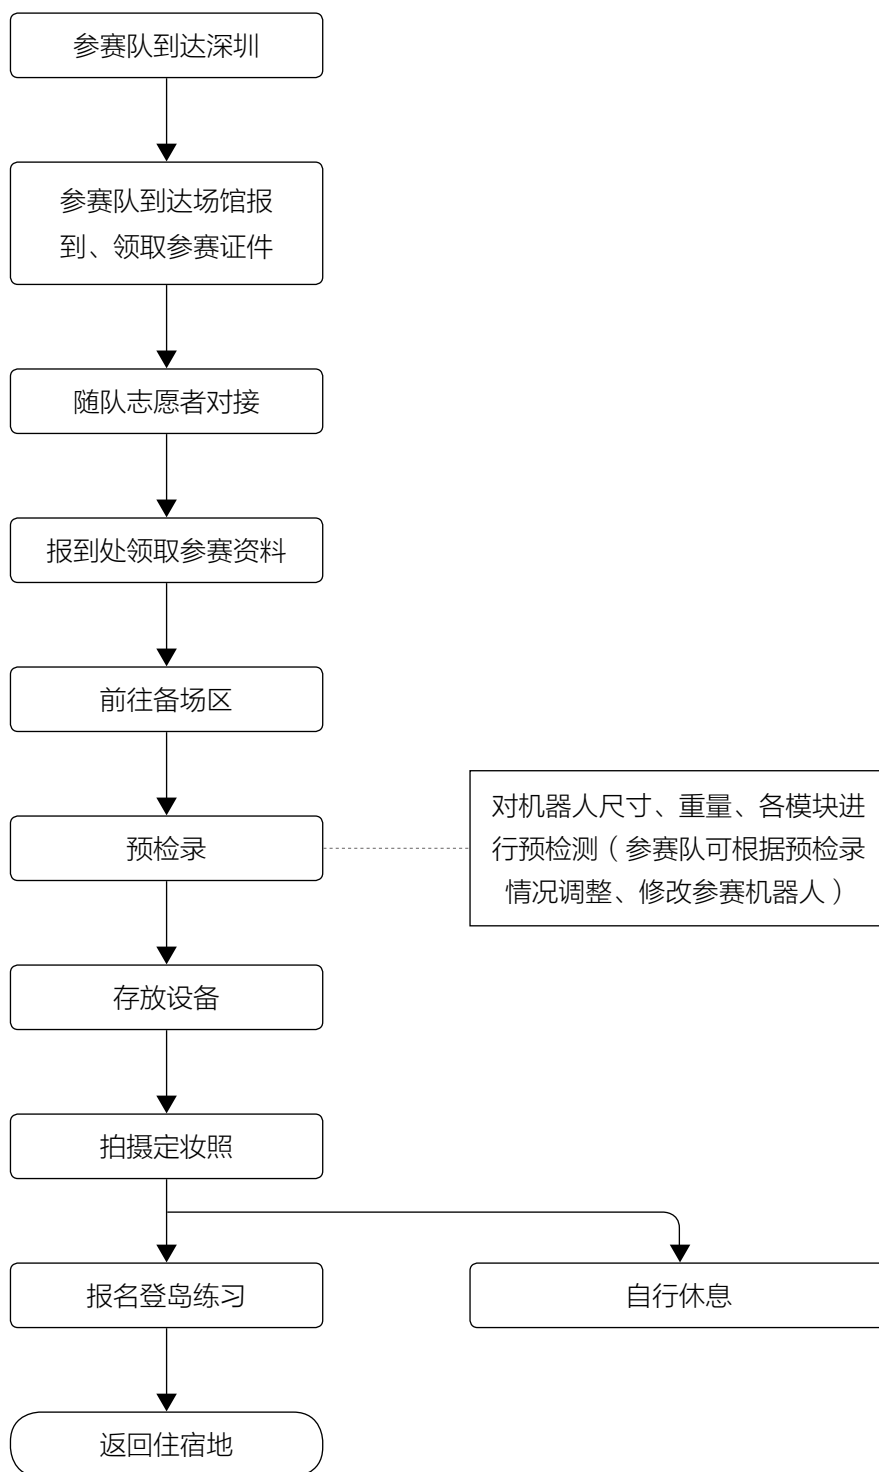 参赛队到达深圳
参赛队到达场馆报
到、领取参赛证件
随队志愿者对接
报到处领取参赛资料
前往备场区
预检录
对机器人尺寸、重量、各模块进
行预检测（参赛队可根据预检录
情况调整、修改参赛机器人）
存放设备
拍摄定妆照
报名登岛练习
自行休息
返回住宿地